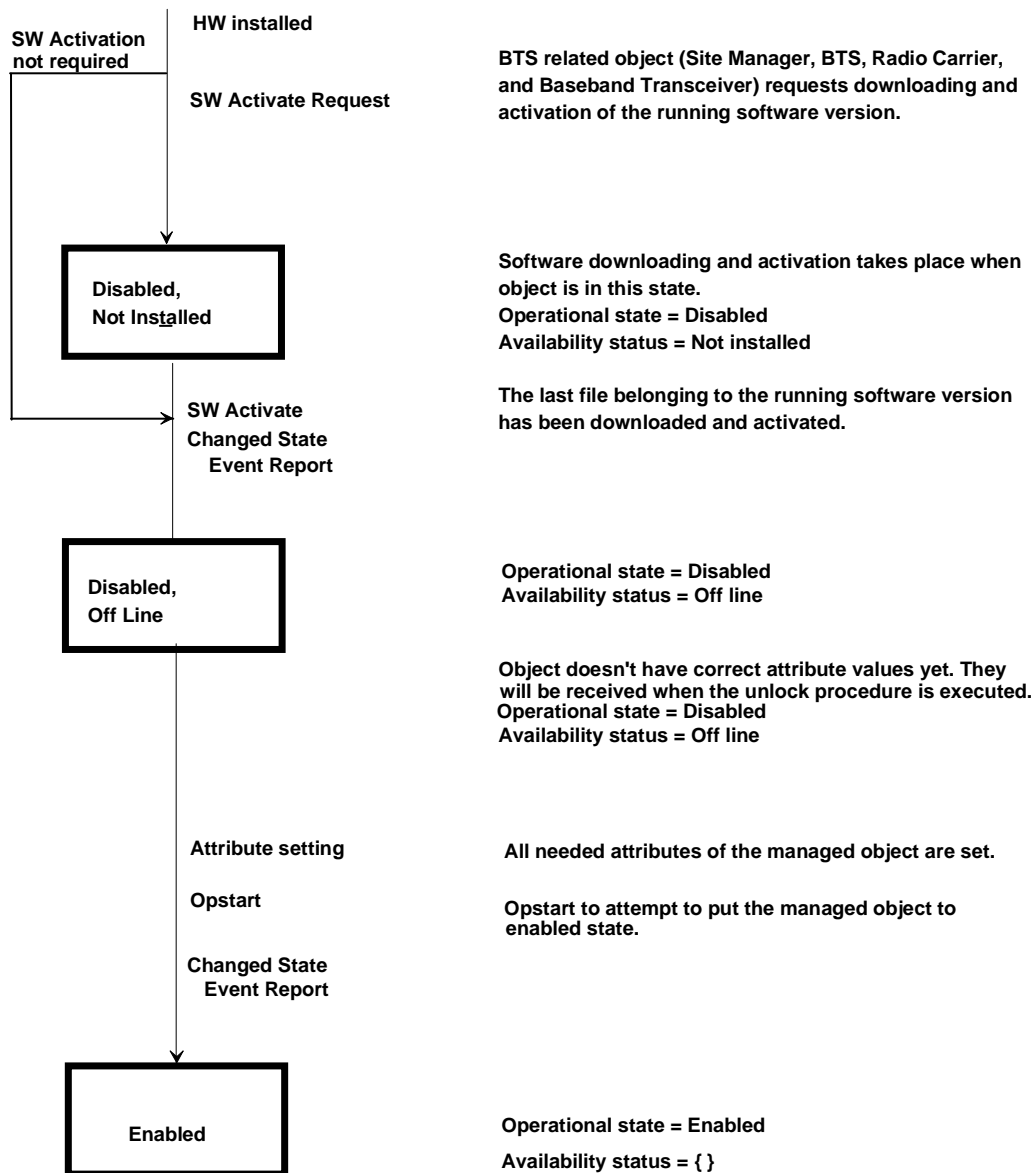 HW installed
SW Activation
not required
BTS related object (Site Manager, BTS, Radio Carrier,
and Baseband Transceiver) requests downloading and
activation of the running software version.
SW Activate Request
Disabled,
Not Installed
Software downloading and activation takes place when
object is in this state.
Operational state = Disabled
Availability status = Not installed
SW Activate
Changed State
Event Report
The last file belonging to the running software version
has been downloaded and activated.
Disabled,
Off Line
Operational state = Disabled
Availability status = Off line
Object doesn't have correct attribute values yet. They
will be received when the unlock procedure is executed.
Operational state = Disabled
Availability status = Off line
Attribute setting
All needed attributes of the managed object are set.
Opstart
Opstart to attempt to put the managed object to
enabled state.
Changed State
Event Report
Enabled
Operational state = Enabled
Availability status = { }